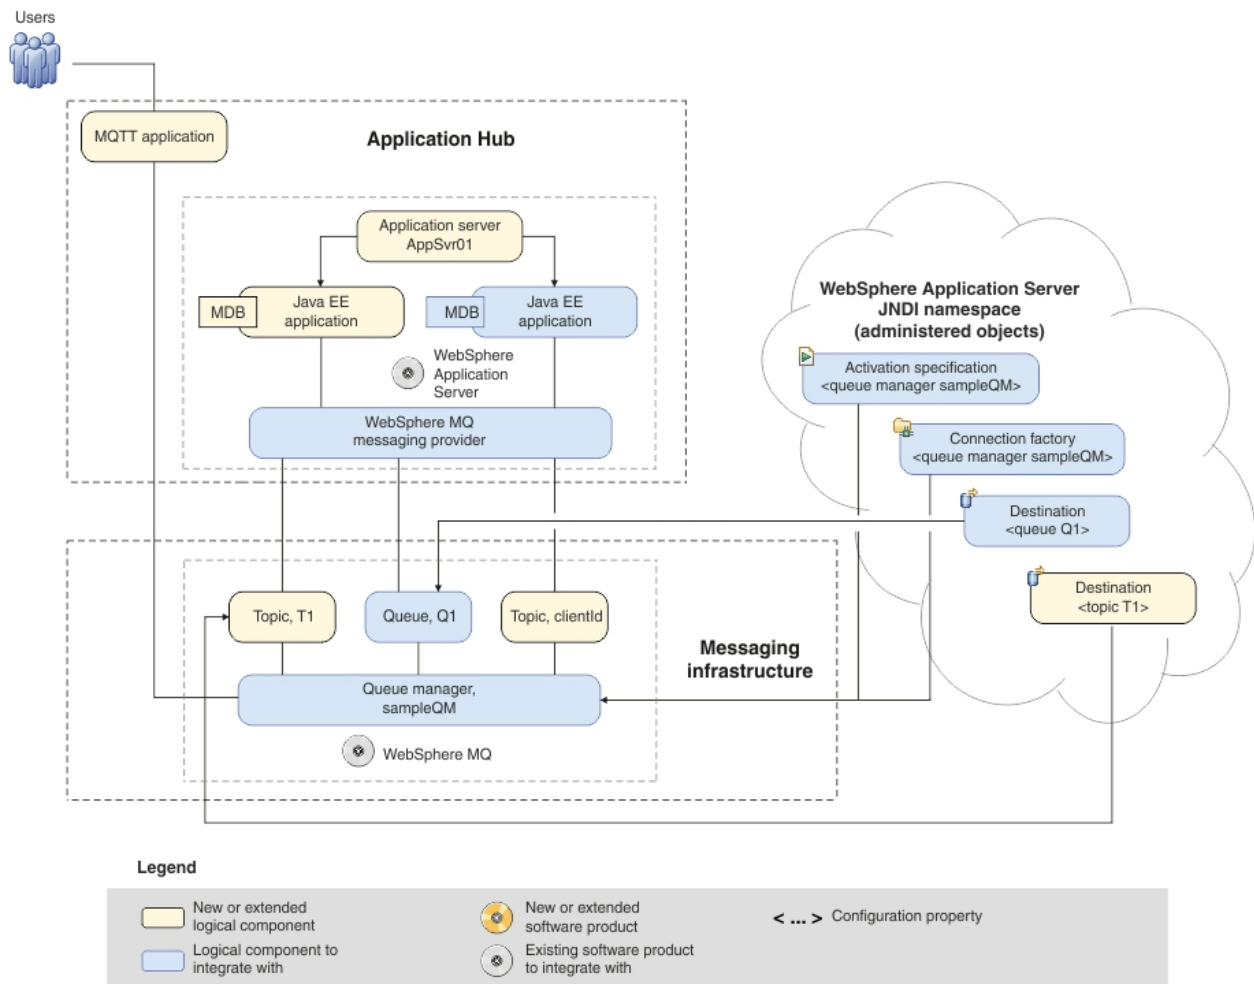 Users
MQTT application
Application Hub
Application server
AppSvr01
MDB
Java EE
application
MDB
Java EE
application
WebSphere
Application
Server
WebSphere MQ
messaging provider
WebSphere Application Server
JNDI namespace
(administered objects)
Activation specification
<queue manager sampleQM>
Connection factory
<queue manager sampleQM>
Destination
<queue Q1>
Destination
<topic T1>
Topic, T1
Queue, Q1
Topic, clientId
Messaging
infrastructure
Queue manager,
sampleQM
WebSphere MQ
Legend
New or extended
logical component
Logical component to
integrate with
New or extended
software product
Existing software product
to integrate with
< ... > Configuration property